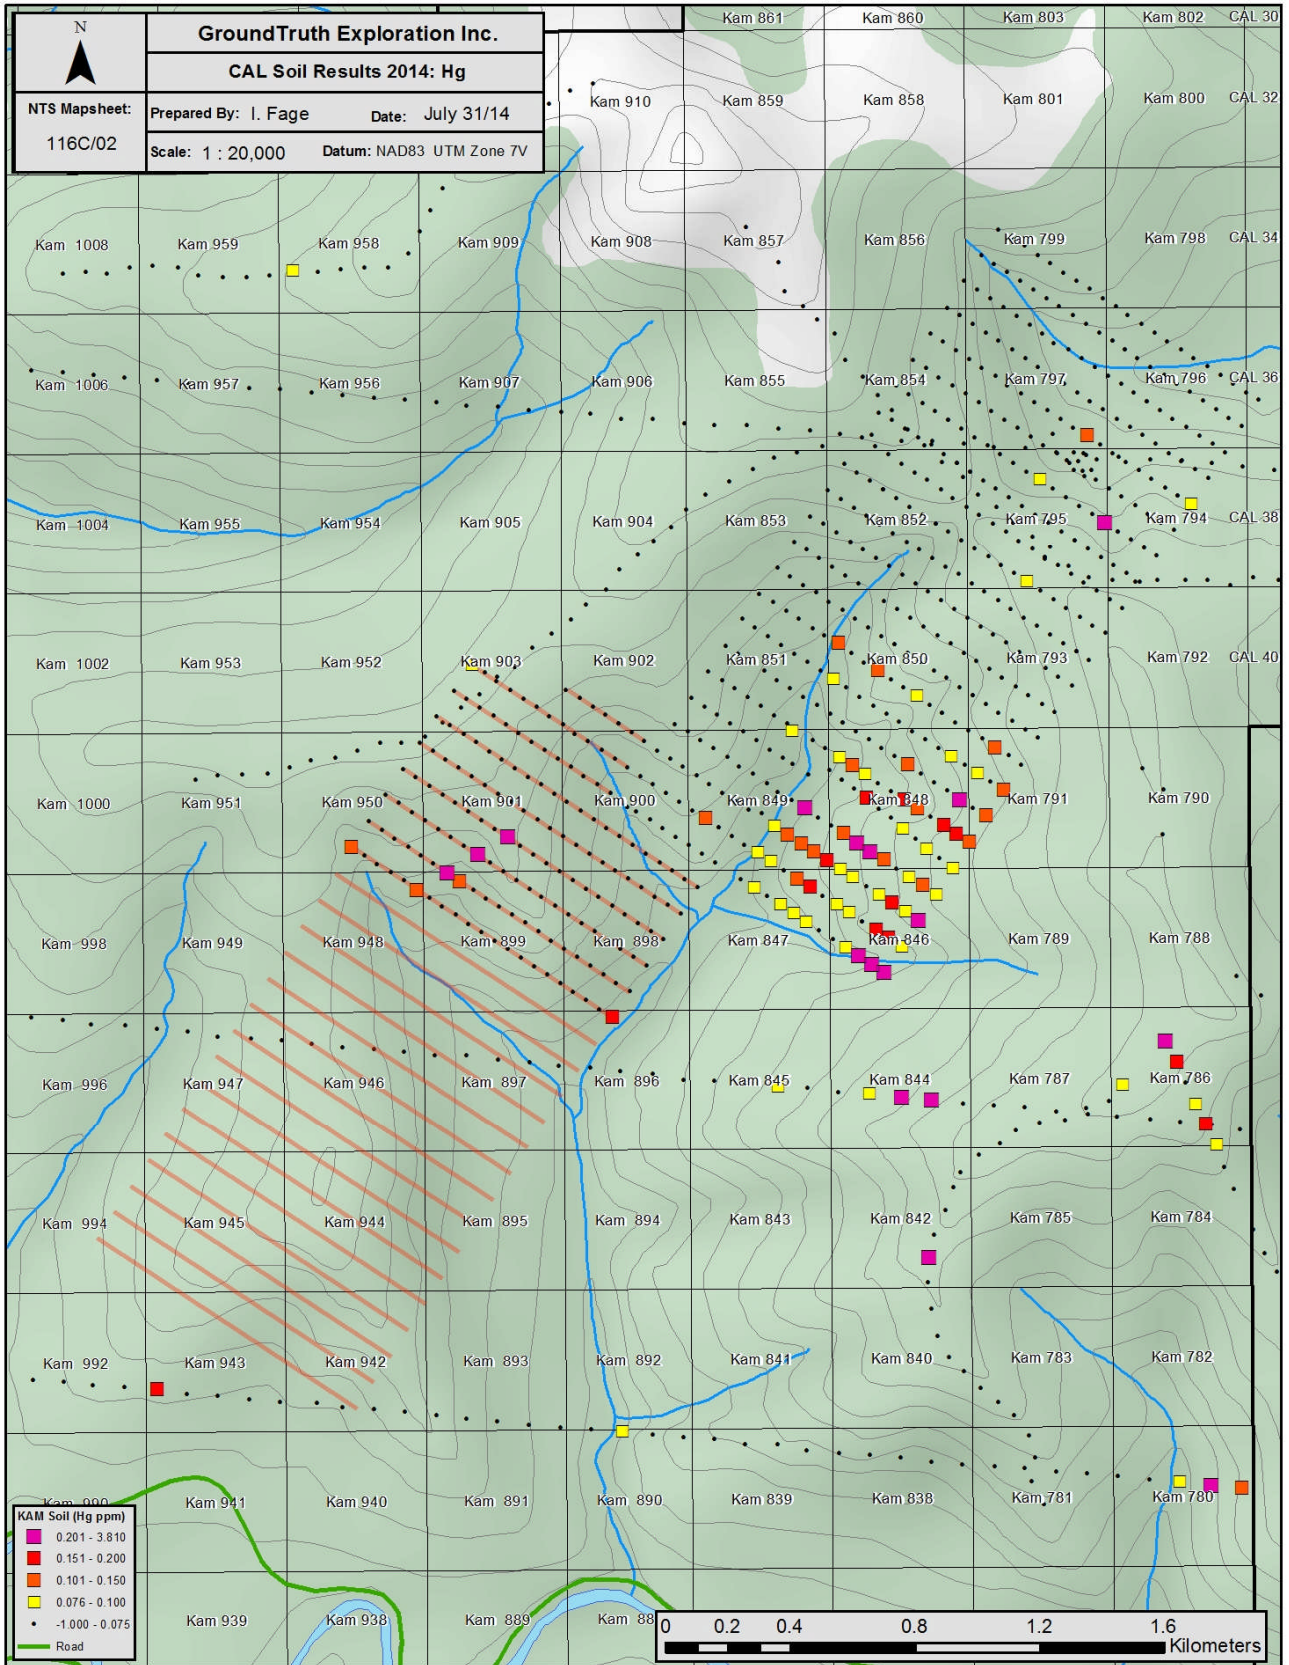 N
GroundTruth Exploration Inc.
CAL Soil Results 2014: Hg
NTS Mapsheet:
116C/02
Prepared By: I. Fage Date: July 31/14
Scale: 1 : 20,000 Datum: NAD83 UTM Zone 7V
Kam 861 Kam 860 Kam 803 Kam 802 CAL 30
Kam 910 Kam 859 Kam 858 Kam 801 Kam 800 CAL 32
Kam 1008 Kam 959 Kam 958 Kam 909 Kam 908 Kam 857 Kam 856 Kam 799 Kam 798 CAL 34
Kam 1006 Kam 957 Kam 956 Kam 907 Kam 906 Kam 855 Kam 854 Kam 797 Kam 796 CAL 36
Kam 1004 Kam 955 Kam 954 Kam 905 Kam 904 Kam 853 Kam 852 Kam 795 Kam 794 CAL 38
Kam 1002 Kam 953 Kam 952 Kam 903 Kam 902 Kam 851 Kam 850 Kam 793 Kam 792 CAL 40
Kam 1000 Kam 951 Kam 950 Kam 901 Kam 900 Kam 849 Kam 848 Kam 791 Kam 790
Kam 998 Kam 949 Kam 948 Kam 899 Kam 898 Kam 847 Kam 846 Kam 789 Kam 788
Kam 996 Kam 947 Kam 946 Kam 897 Kam 896 Kam 845 Kam 844 Kam 787 Kam 786
Kam 994 Kam 945 Kam 944 Kam 895 Kam 894 Kam 843 Kam 842 Kam 785 Kam 784
Kam 992 Kam 943 Kam 942 Kam 893 Kam 892 Kam 841 Kam 840 Kam 783 Kam 782
Kam 990 Kam 941 Kam 940 Kam 891 Kam 890 Kam 839 Kam 838 Kam 781 Kam 780
Kam 939 Kam 938 Kam 889 Kam 88
KAM Soil (Hg ppm)
0.201 - 3.810
0.151 - 0.200
0.101 - 0.150
0.076 - 0.100
-1.000 - 0.075
Road
0 0.2 0.4 0.8 1.2 1.6
Kilometers